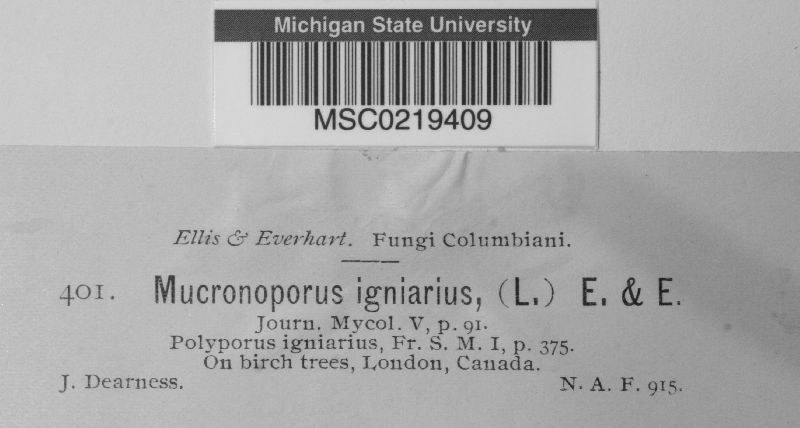 Michigan State University
MSC0219409
Ellis & Everhart. Fungi Columbiani.
401. Mucronoporus igniarius, (L.) E. & E.
Journ. Mycol. V, p. 91.
Polyporus igniarius, Fr. S. M. I, p. 375.
On birch trees, London, Canada.
J. Dearness. N. A. F. 915.